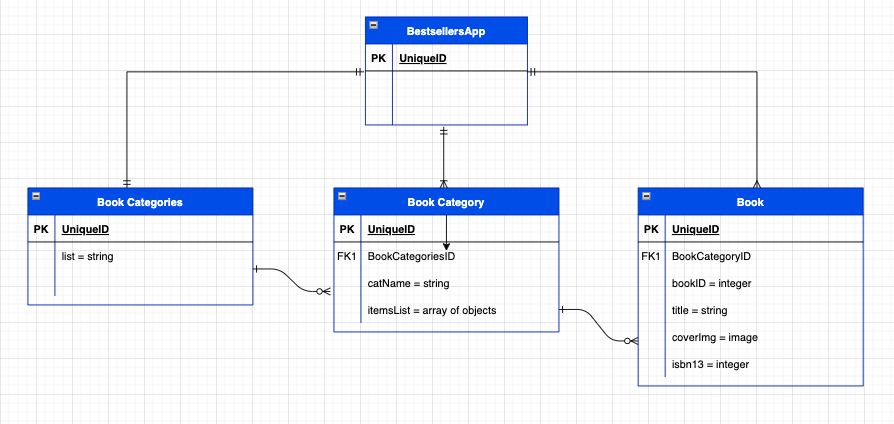 BestsellersApp
PK UniqueID
Book Categories
PK UniqueID
list = string
Book Category
PK UniqueID
FK1 BookCategoriesID
catName = string
itemsList = array of objects
Book
PK UniqueID
FK1 BookCategoryID
bookID = integer
title = string
coverImg = image
isbn13 = integer